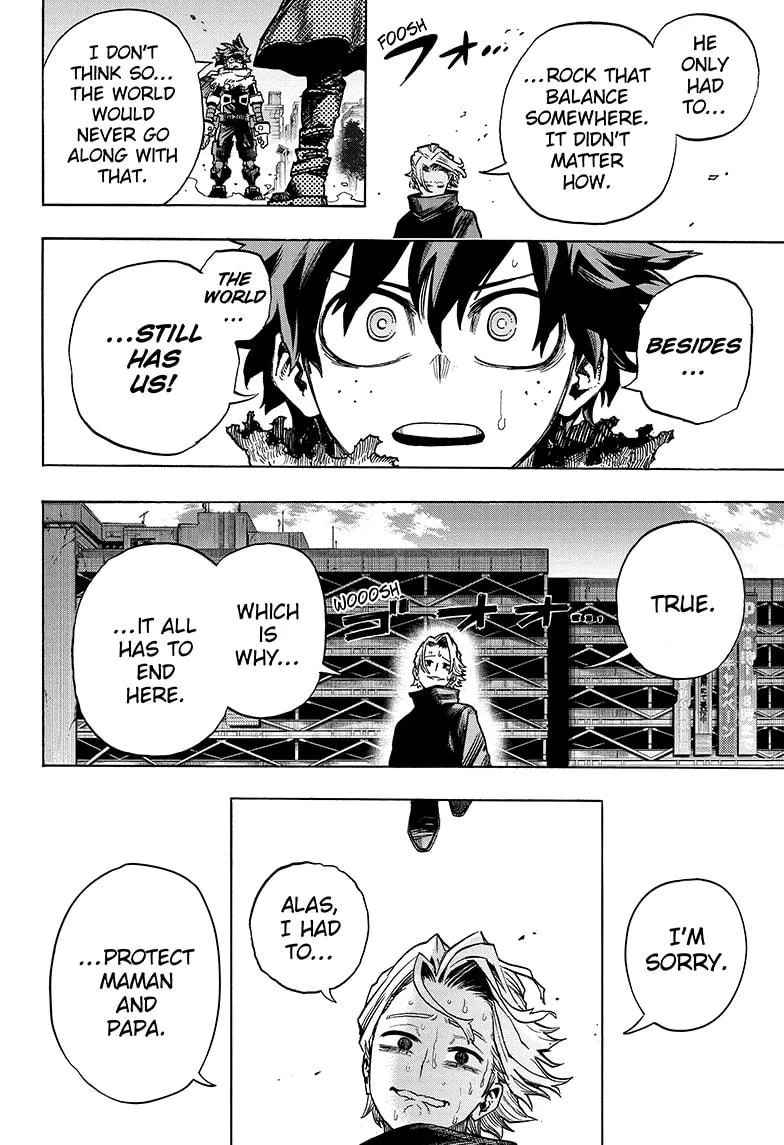 HE
ONLY
HAD
TO...
...ROCK THAT
BALANCE
SOMEWHERE.
IT DIDN'T
MATTER
HOW.
FOOSH
フォ...
I DON'T
THINK SO...
THE WORLD
WOULD
NEVER GO
ALONG WITH
THAT.
BESIDES
...
THE
WORLD
...
...STILL
HAS
US!
TRUE.
WOOOSH
ゴオオ...
WHICH
IS
WHY...
...IT ALL
HAS TO
END
HERE.
I'M
SORRY.
ALAS,
I HAD
TO...
...PROTECT
MAMAN
AND
PAPA.